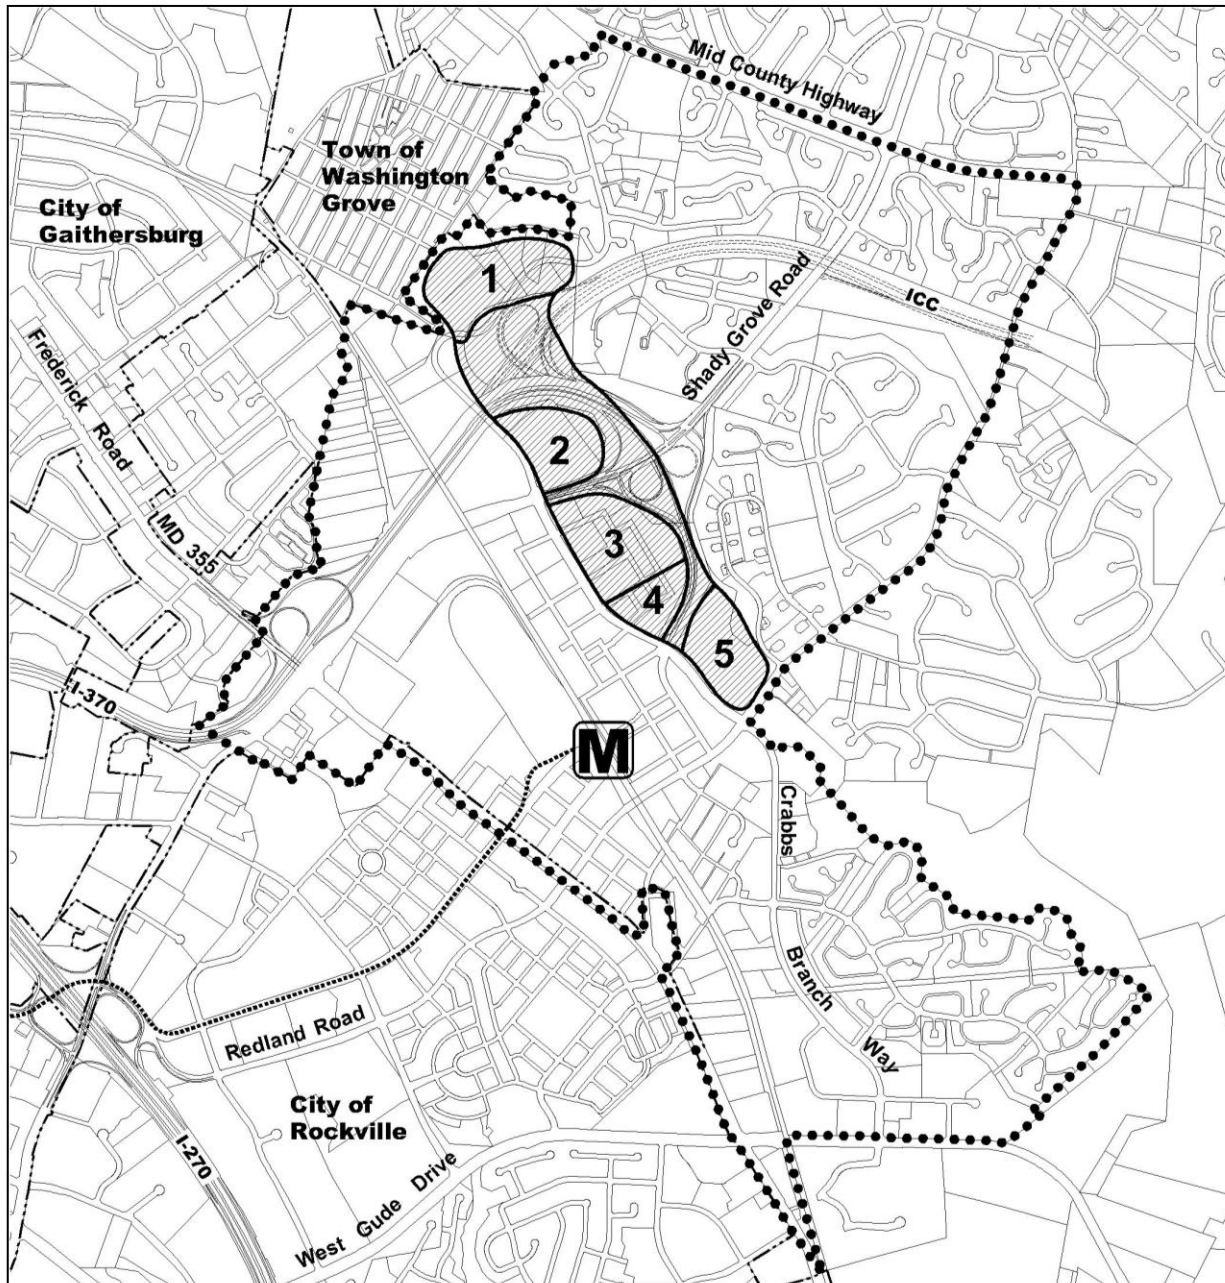 Mid County Highway
Town of
Washington
Grove
City of
Gaithersburg
1
ICC
Shady Grove Road
Frederick Road
2
MD 355
3
4
5
I-370
M
Crabbs Branch Way
Redland Road
City of
Rockville
I-270
West Gude Drive